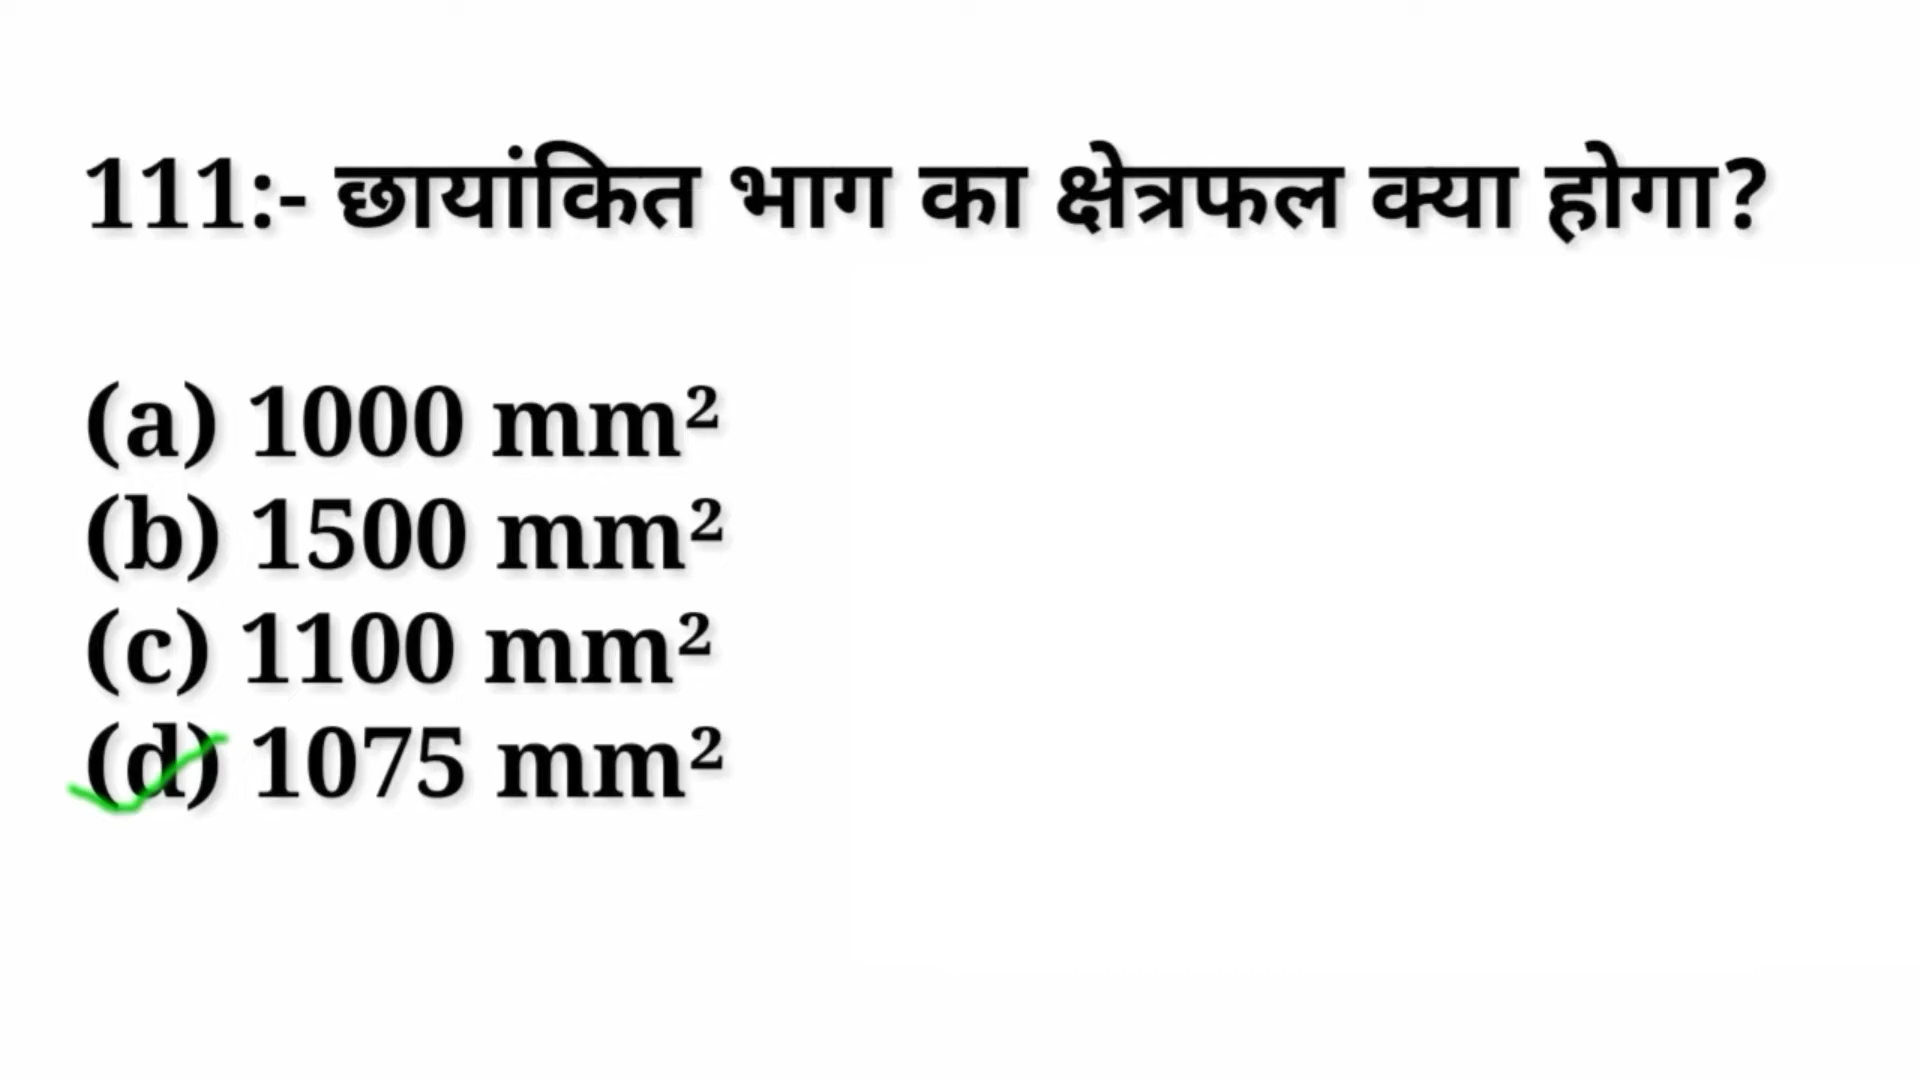 111:- छायांकित भाग का क्षेत्रफल क्या होगा?
(a) 1000 mm²
(b) 1500 mm²
(c) 1100 mm²
(d) 1075 mm²